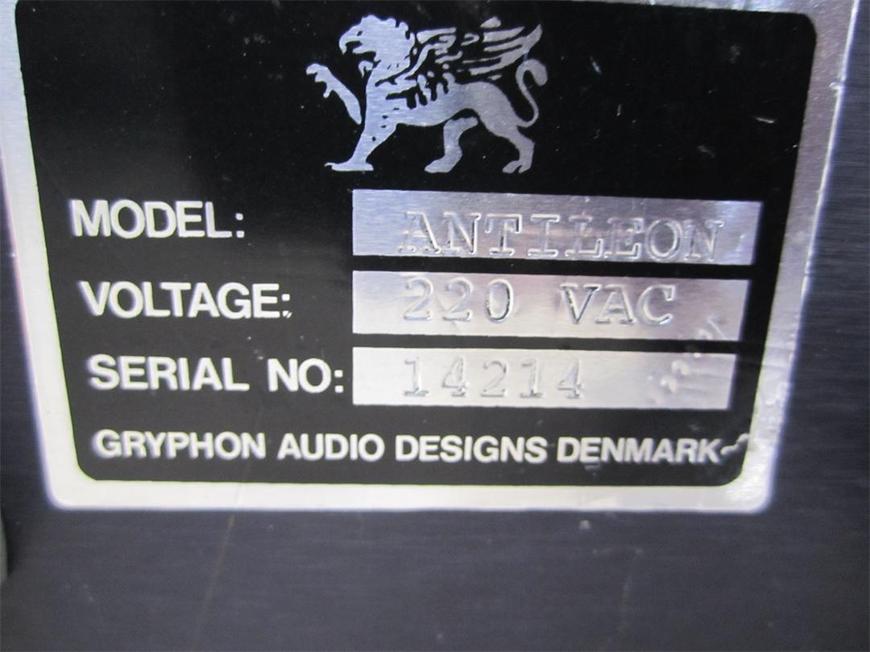 MODEL: ANTILEON
VOLTAGE: 220 VAC
SERIAL NO: 14214
GRYPHON AUDIO DESIGNS DENMARK